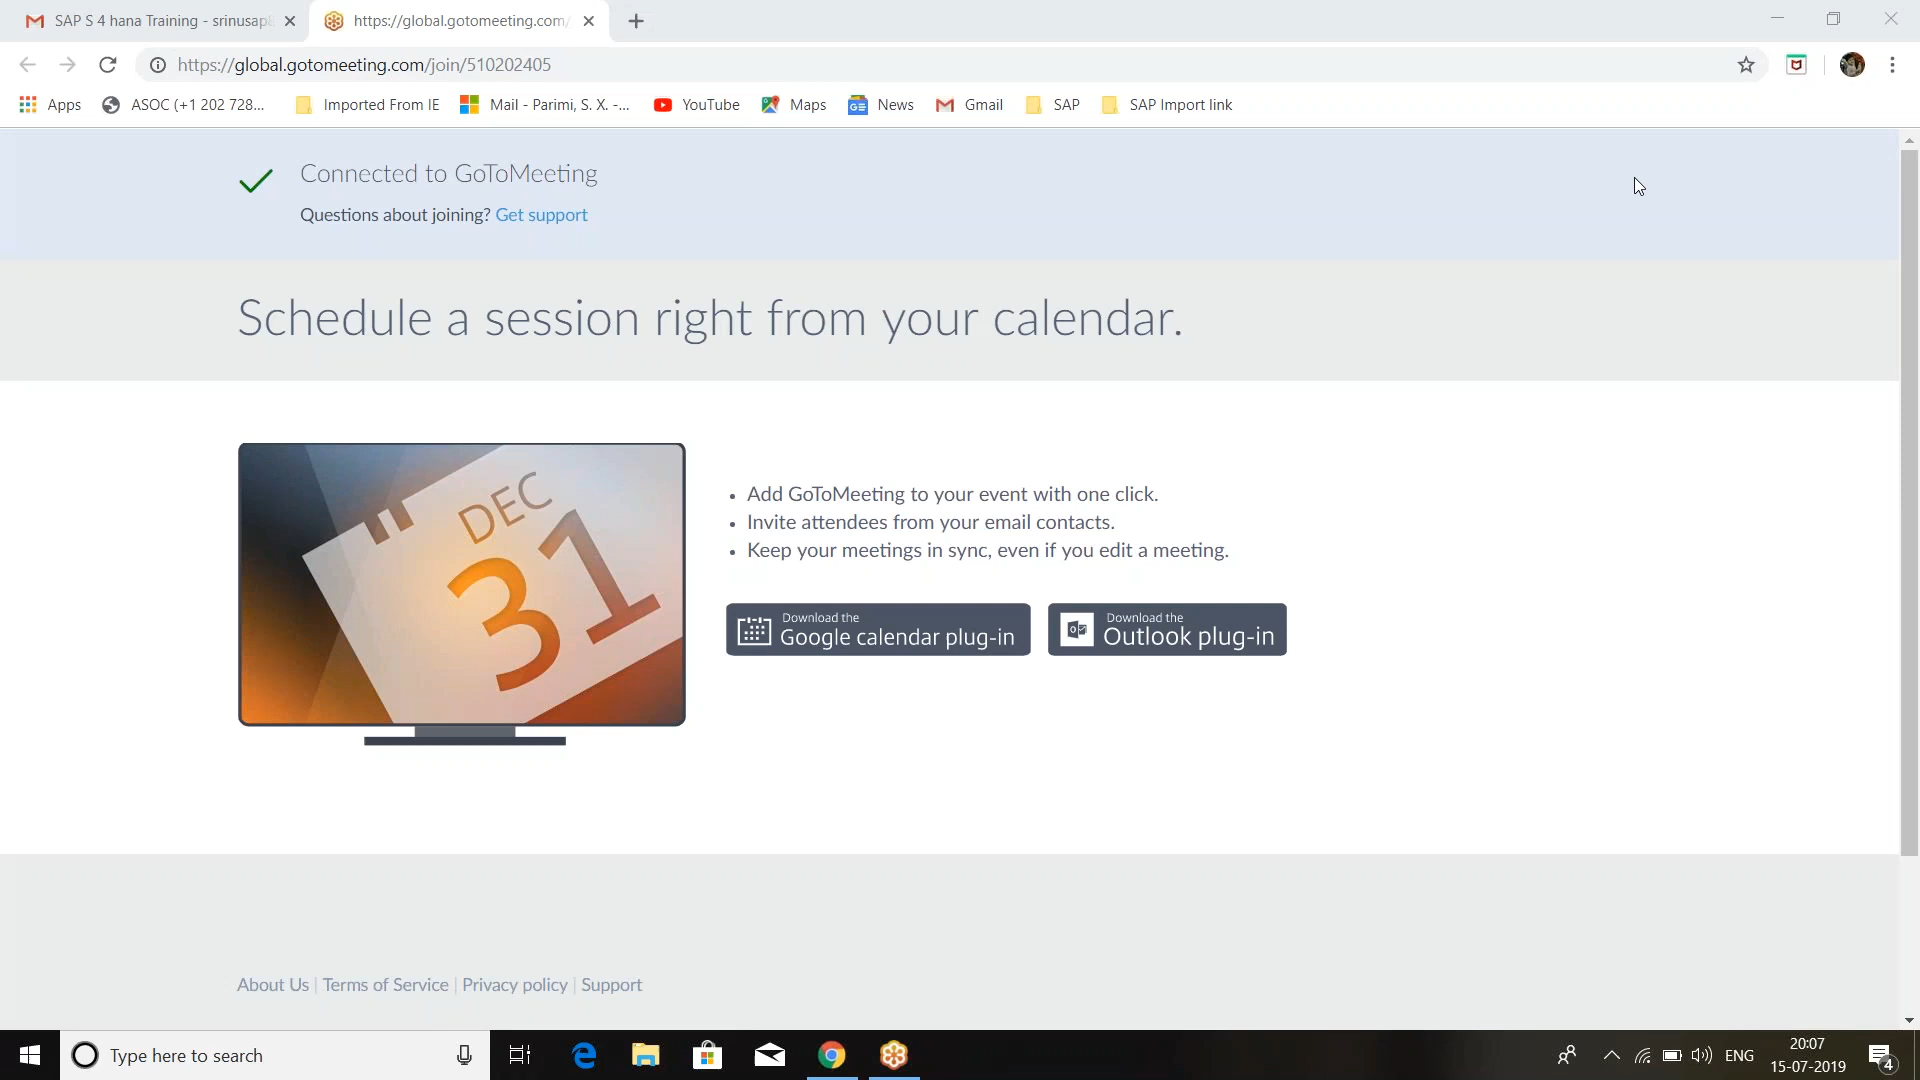 SAP S 4 hana Training - srinusap
https://global.gotomeeting.com/
https://global.gotomeeting.com/join/510202405
Apps
ASOC (+1 202 728...
Imported From IE
Mail - Parimi, S. X. -...
YouTube
Maps
News
Gmail
SAP
SAP Import link
Connected to GoToMeeting
Questions about joining? Get support
Schedule a session right from your calendar.
DEC
31
• Add GoToMeeting to your event with one click.
• Invite attendees from your email contacts.
• Keep your meetings in sync, even if you edit a meeting.
Download the
Google calendar plug-in
Download the
Outlook plug-in
About Us | Terms of Service | Privacy policy | Support
Type here to search
ENG
20:07
15-07-2019
4